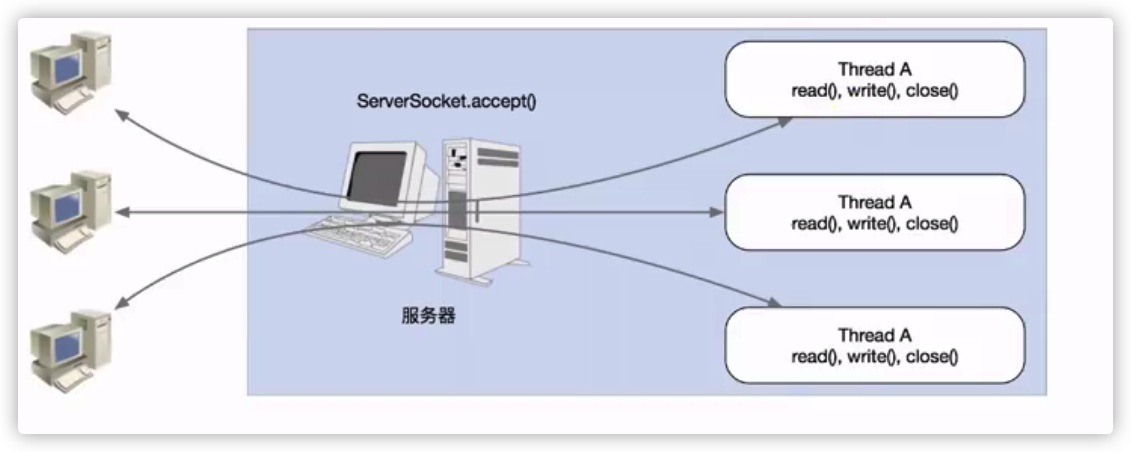 ServerSocket.accept()
服务器
Thread A
read(), write(), close()
Thread A
read(), write(), close()
Thread A
read(), write(), close()